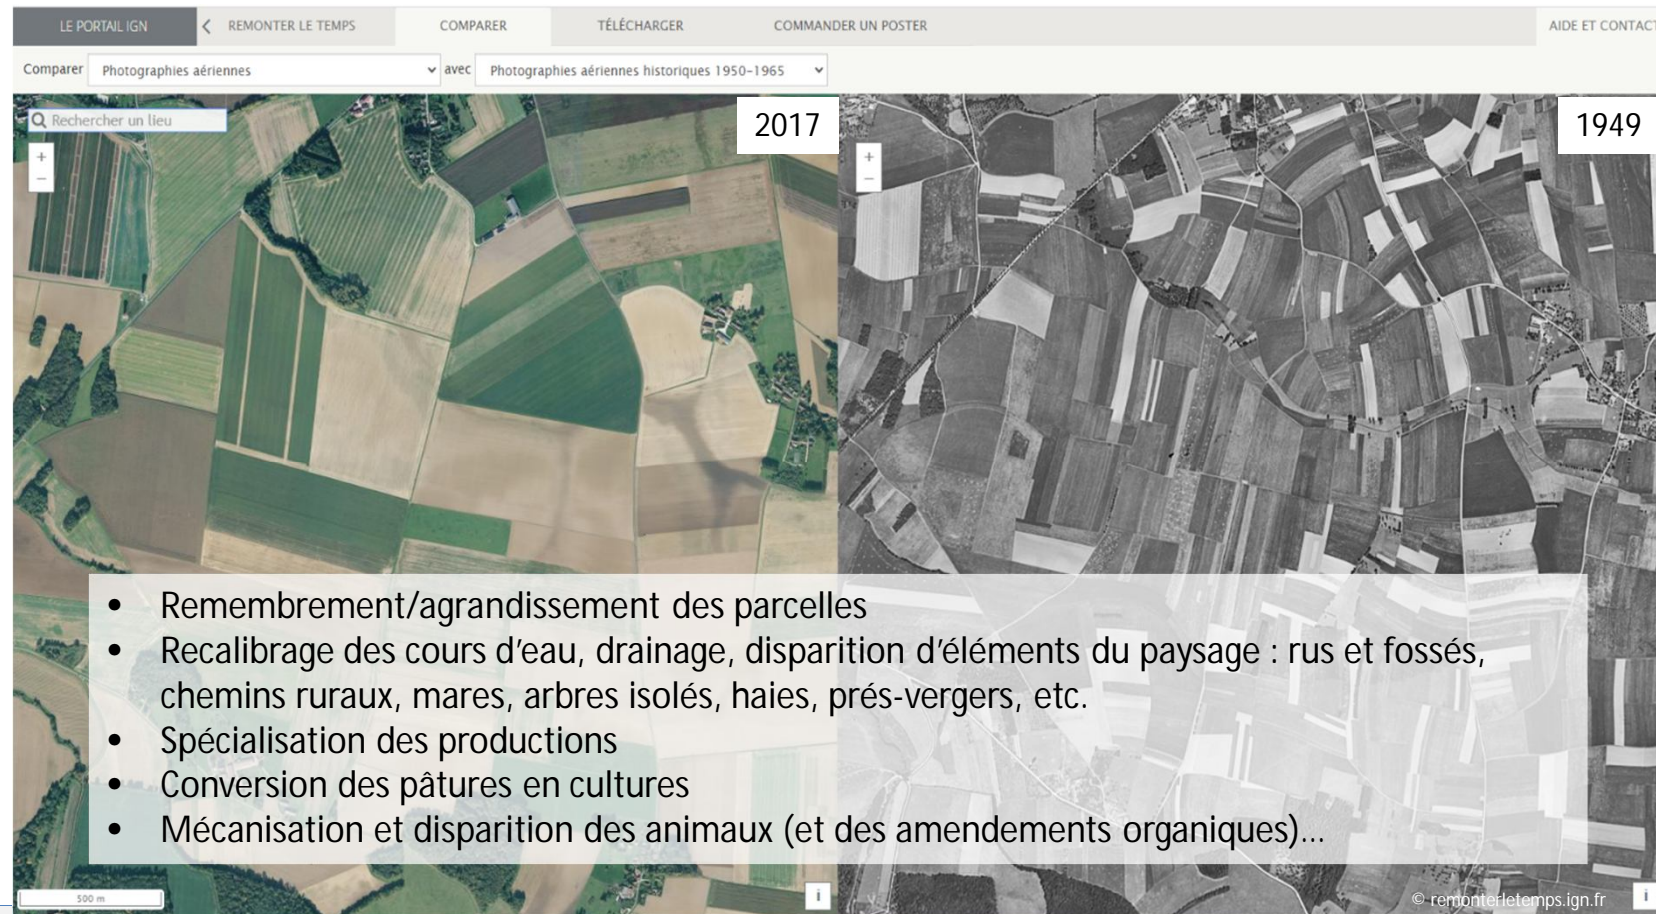 LE PORTAIL IGN REMONTER LE TEMPS COMPARER TÉLÉCHARGER COMMANDER UN POSTER AIDE ET CONTACT
Comparer Photographies aériennes avec Photographies aériennes historiques 1950-1965
Rechercher un lieu
2017
1949
+
−
+
−
• Remembrement/agrandissement des parcelles
• Recalibrage des cours d’eau, drainage, disparition d’éléments du paysage : rus et fossés,
chemins ruraux, mares, arbres isolés, haies, prés-vergers, etc.
• Spécialisation des productions
• Conversion des pâtures en cultures
• Mécanisation et disparition des animaux (et des amendements organiques)...
500 m
i
© remonterletemps.ign.fr
i